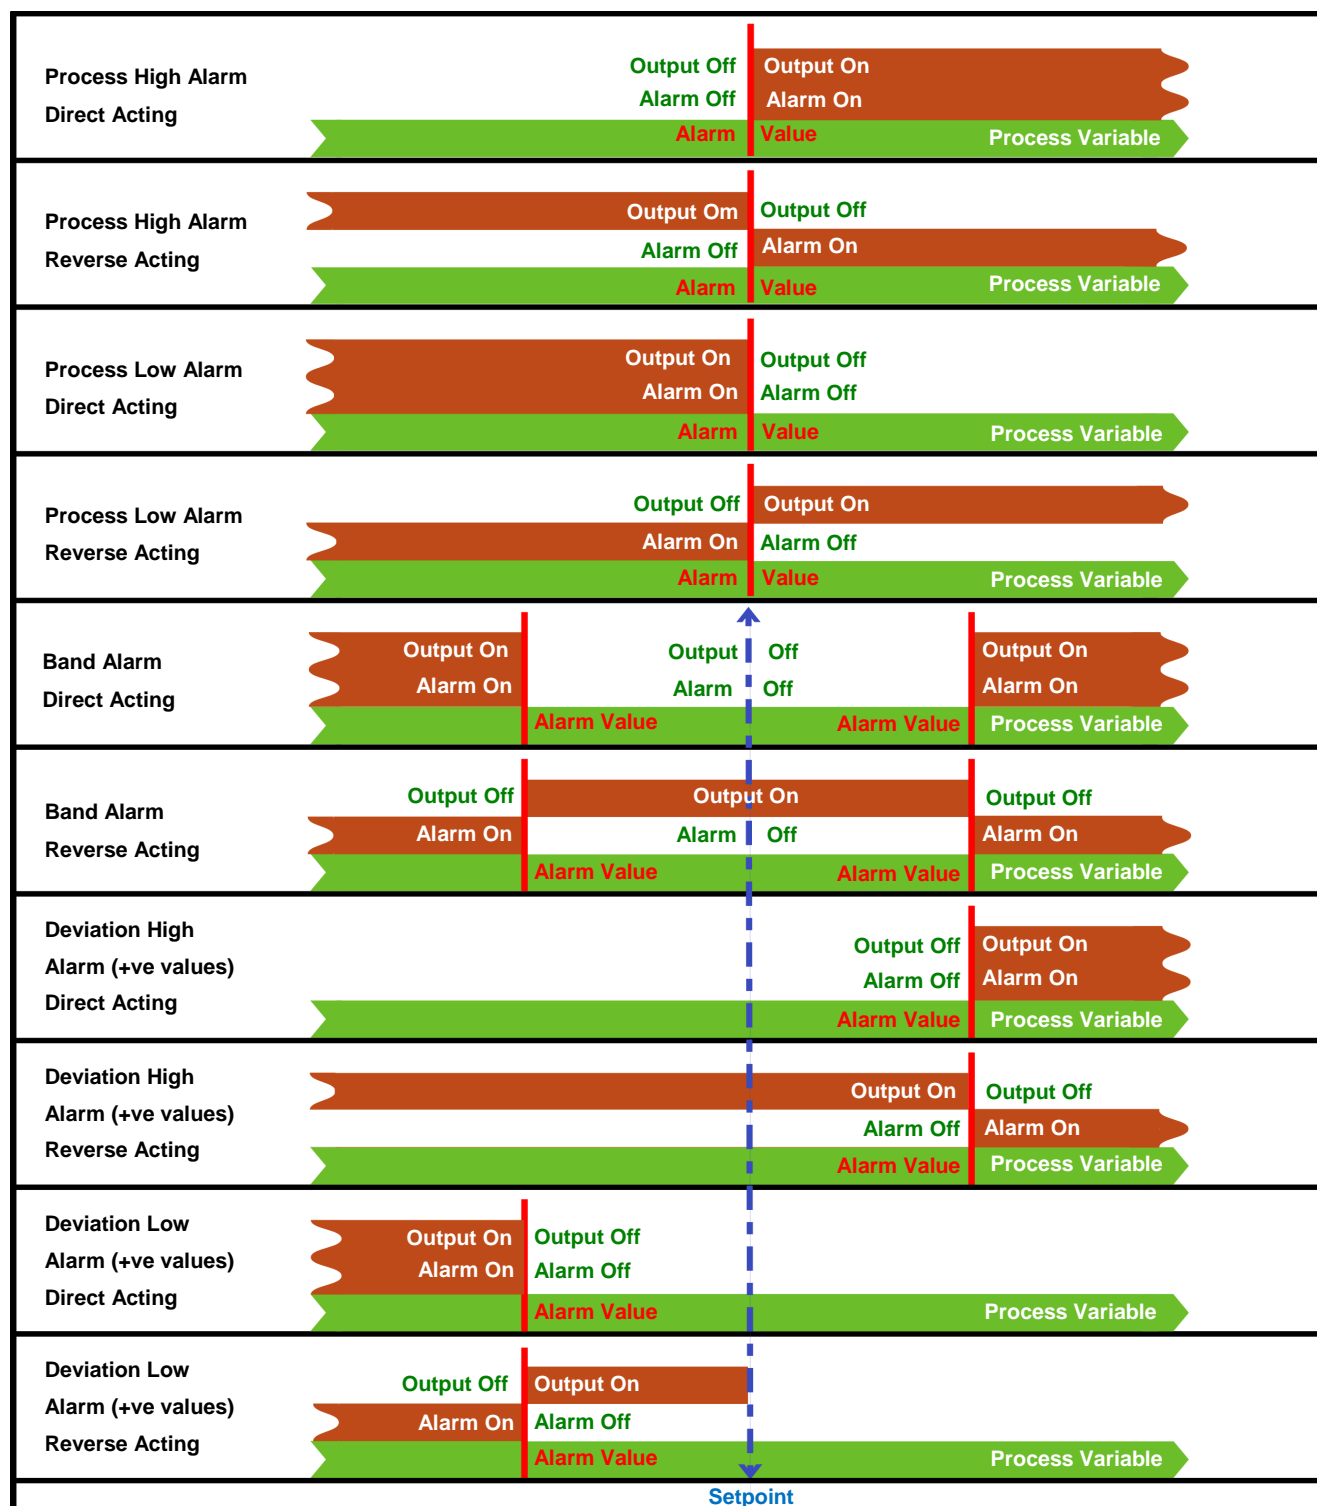 Process High Alarm
Direct Acting
Output Off Output On
Alarm Off Alarm On
Alarm Value Process Variable
Process High Alarm
Reverse Acting
Output Om Output Off
Alarm Off Alarm On
Alarm Value Process Variable
Process Low Alarm
Direct Acting
Output On Output Off
Alarm On Alarm Off
Alarm Value Process Variable
Process Low Alarm
Reverse Acting
Output Off Output On
Alarm On Alarm Off
Alarm Value Process Variable
Band Alarm
Direct Acting
Output On Output Off Output On
Alarm On Alarm Off Alarm On
Alarm Value Alarm Value Process Variable
Band Alarm
Reverse Acting
Output Off Output On Output Off
Alarm On Alarm Off Alarm On
Alarm Value Alarm Value Process Variable
Deviation High
Alarm (+ve values)
Direct Acting
Output Off Output On
Alarm Off Alarm On
Alarm Value Process Variable
Deviation High
Alarm (+ve values)
Reverse Acting
Output On Output Off
Alarm Off Alarm On
Alarm Value Process Variable
Deviation Low
Alarm (+ve values)
Direct Acting
Output On Output Off
Alarm On Alarm Off
Alarm Value Process Variable
Deviation Low
Alarm (+ve values)
Reverse Acting
Output Off Output On
Alarm On Alarm Off
Alarm Value Process Variable
Setpoint